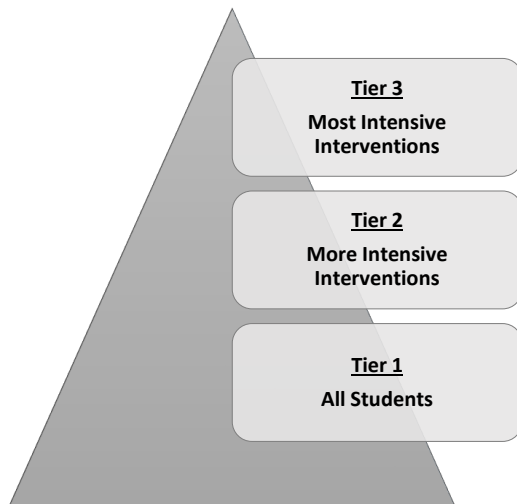 Tier 3
Most Intensive
Interventions
Tier 2
More Intensive
Interventions
Tier 1
All Students